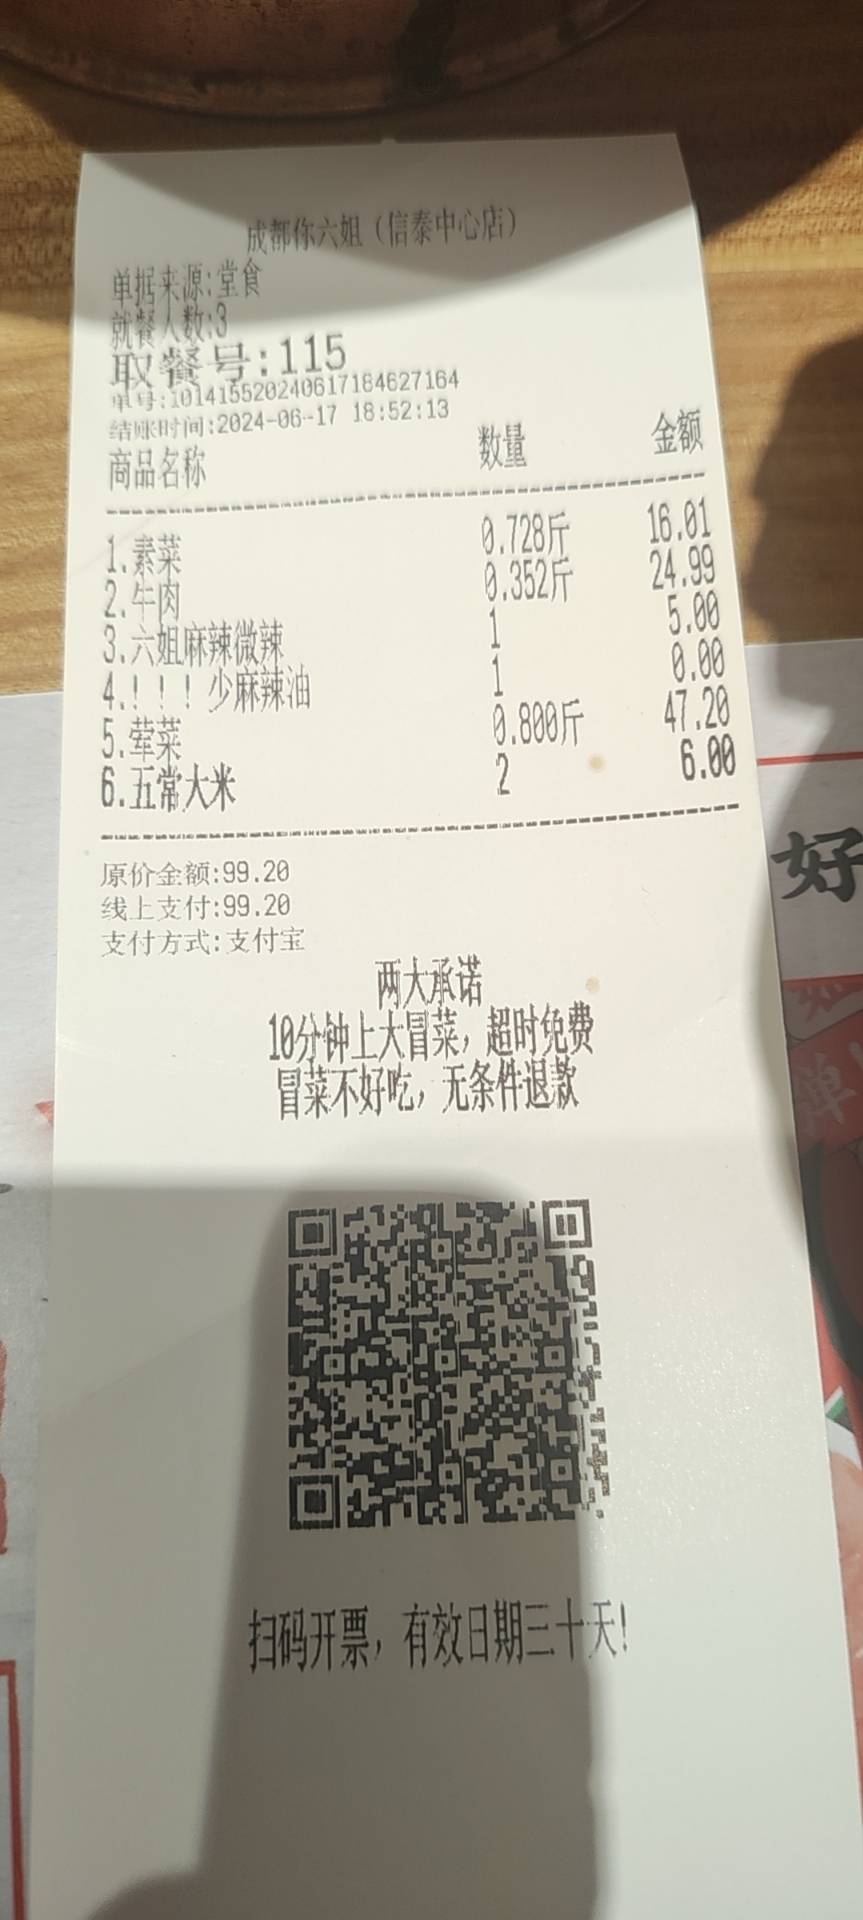 成都你六姐（信泰中心店）
单据来源:堂食
就餐人数:3
取餐号:115
单号:10141552024061718462​7164
结账时间:2024-06-17 18:52:13
商品名称 数量 金额
1.素菜 0.728斤 16.01
2.牛肉 0.352斤 24.99
3.六姐麻辣微辣 1 5.00
4.！！！少麻辣油 1 0.00
5.荤菜 0.800斤 47.20
6.五常大米 2 6.00
原价金额:99.20
线上支付:99.20
支付方式:支付宝
两大承诺
10分钟上大冒菜，超时免费
冒菜不好吃，无条件退款
扫码开票，有效日期三十天！
好
弹！